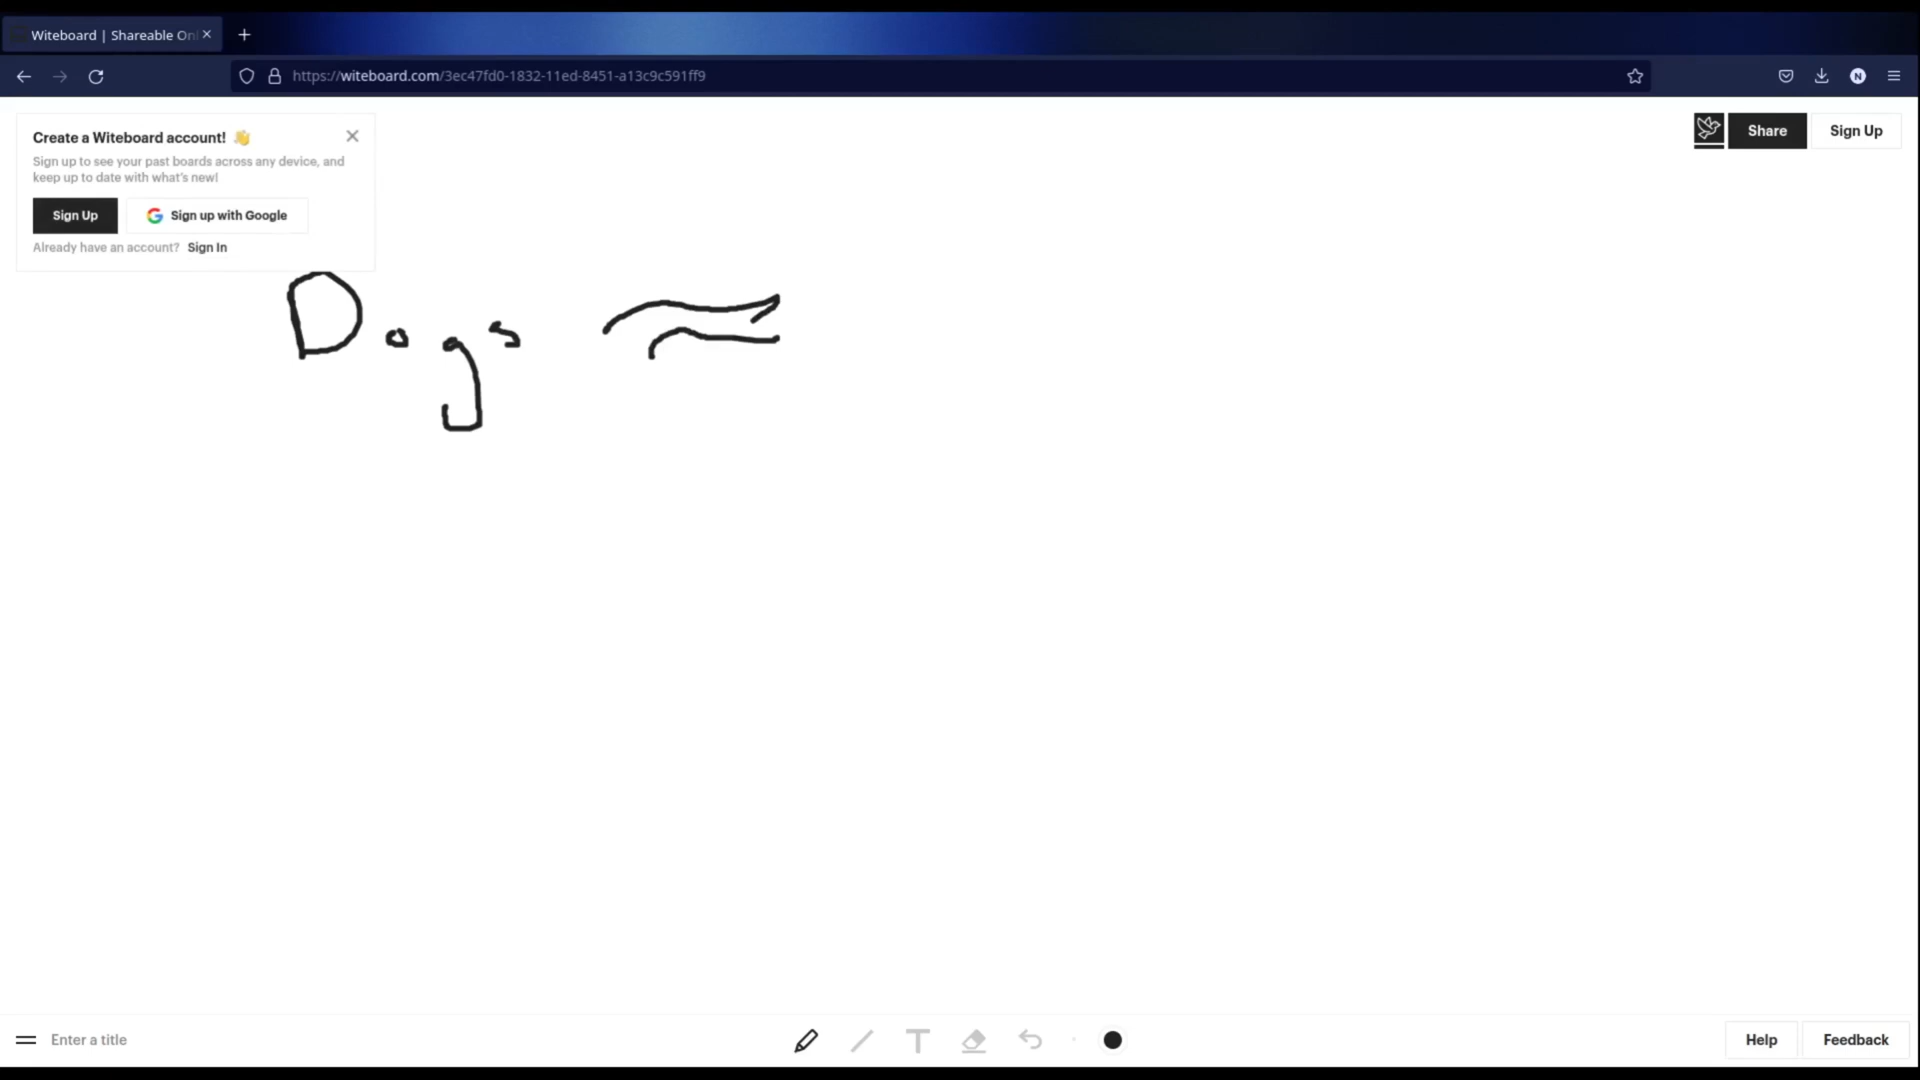 Witeboard | Shareable Onl
https://witeboard.com/3ec47fd0-1832-11ed-8451-a13c9c591ff9
N
Create a Witeboard account! 👋
Sign up to see your past boards across any device, and
keep up to date with what's new!
Sign Up
G Sign up with Google
Already have an account? Sign In
Share
Sign Up
Dogs ≈
Enter a title
T
Help
Feedback